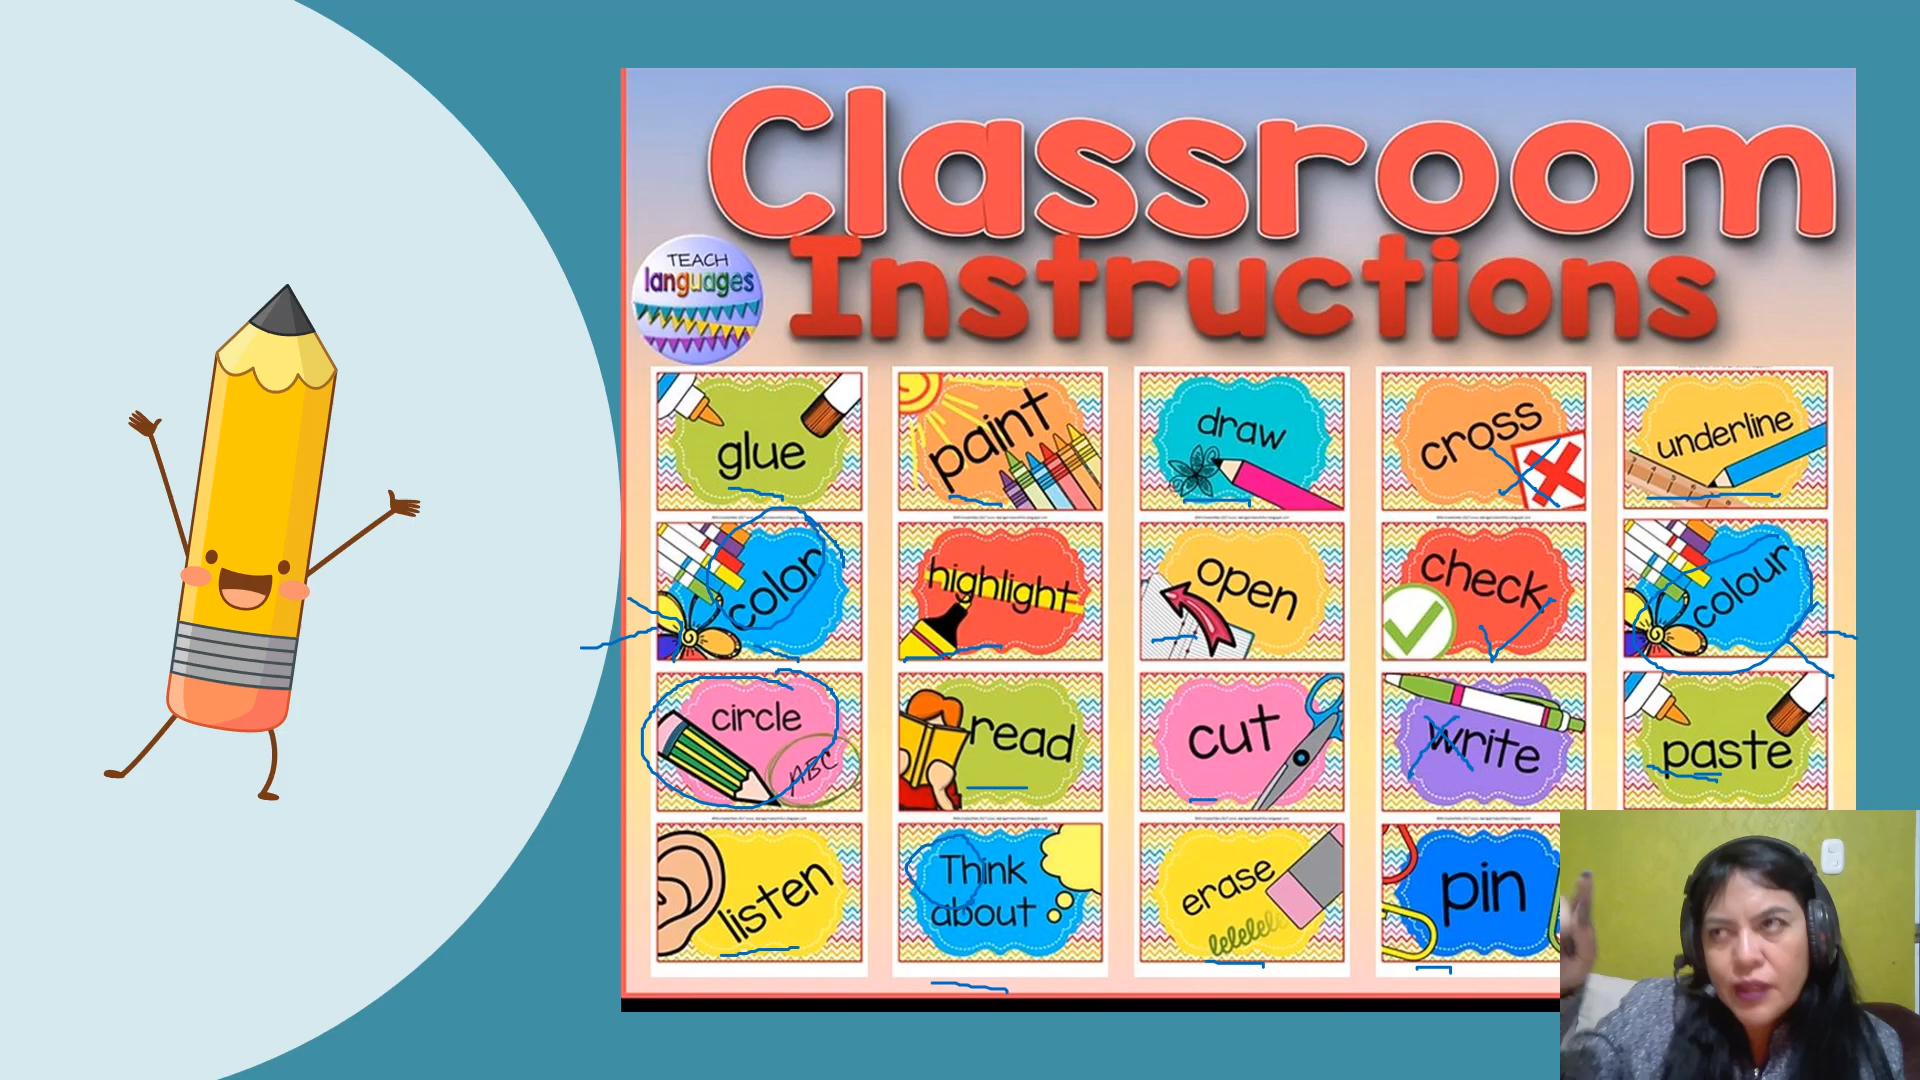 Classroom
Instructions
TEACH
languages
glue
paint
draw
cross
underline
color
highlight
open
check
colour
circle
ABC
read
cut
write
paste
listen
Think
about
erase
pin